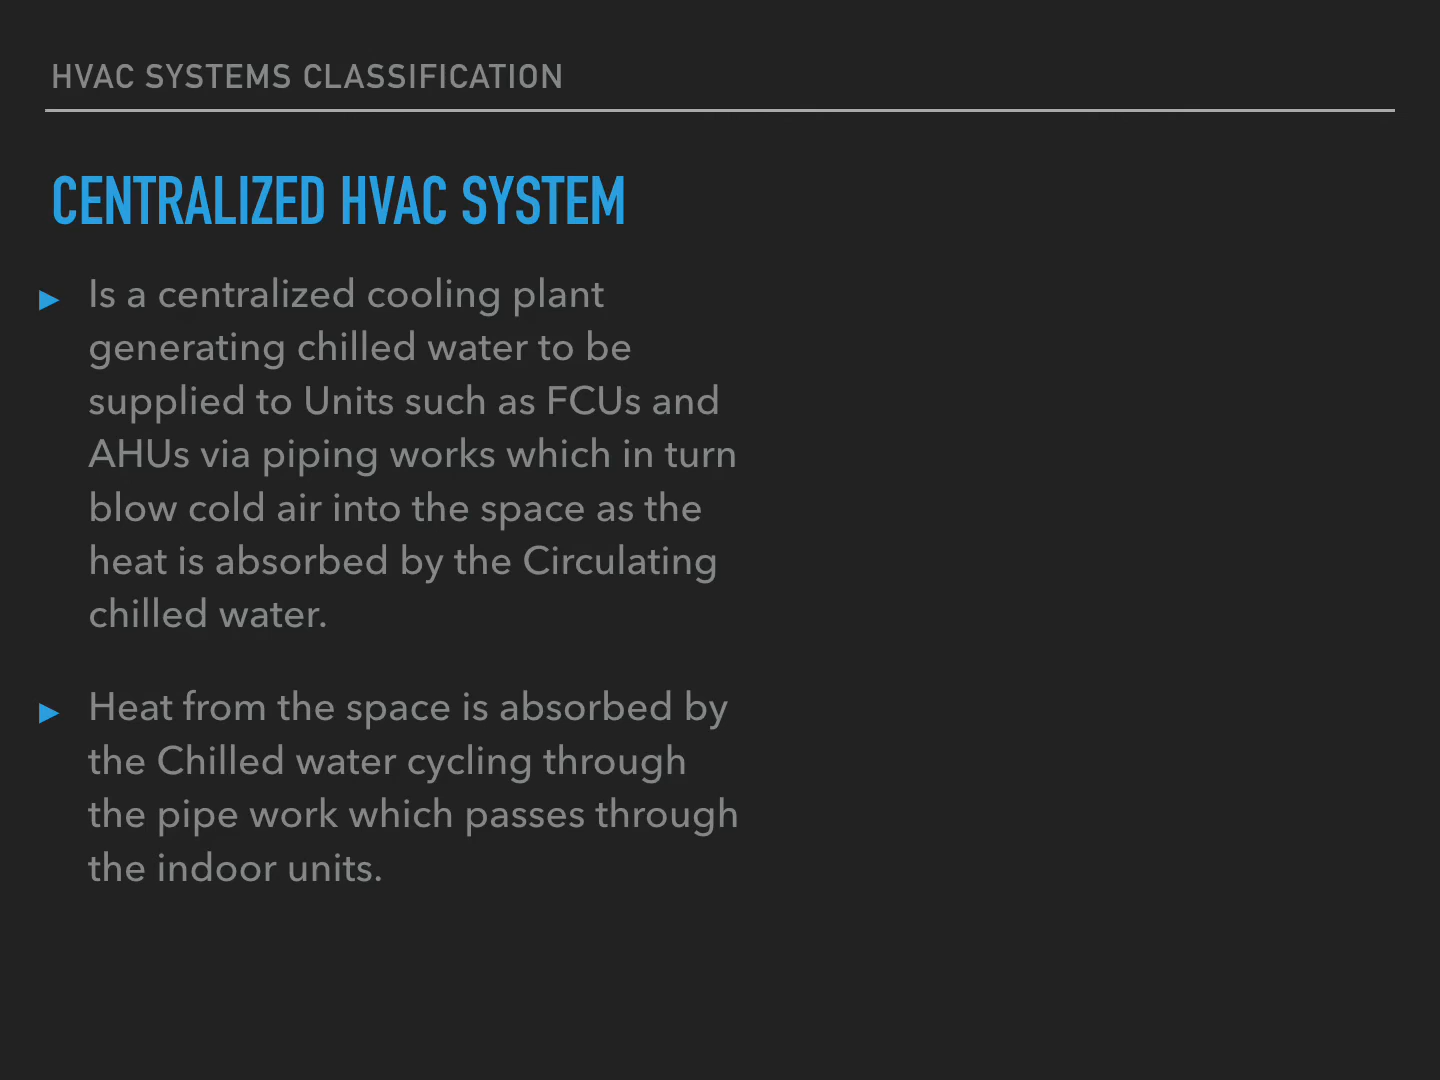 HVAC SYSTEMS CLASSIFICATION
CENTRALIZED HVAC SYSTEM
▶ Is a centralized cooling plant
generating chilled water to be
supplied to Units such as FCUs and
AHUs via piping works which in turn
blow cold air into the space as the
heat is absorbed by the Circulating
chilled water.
▶ Heat from the space is absorbed by
the Chilled water cycling through
the pipe work which passes through
the indoor units.